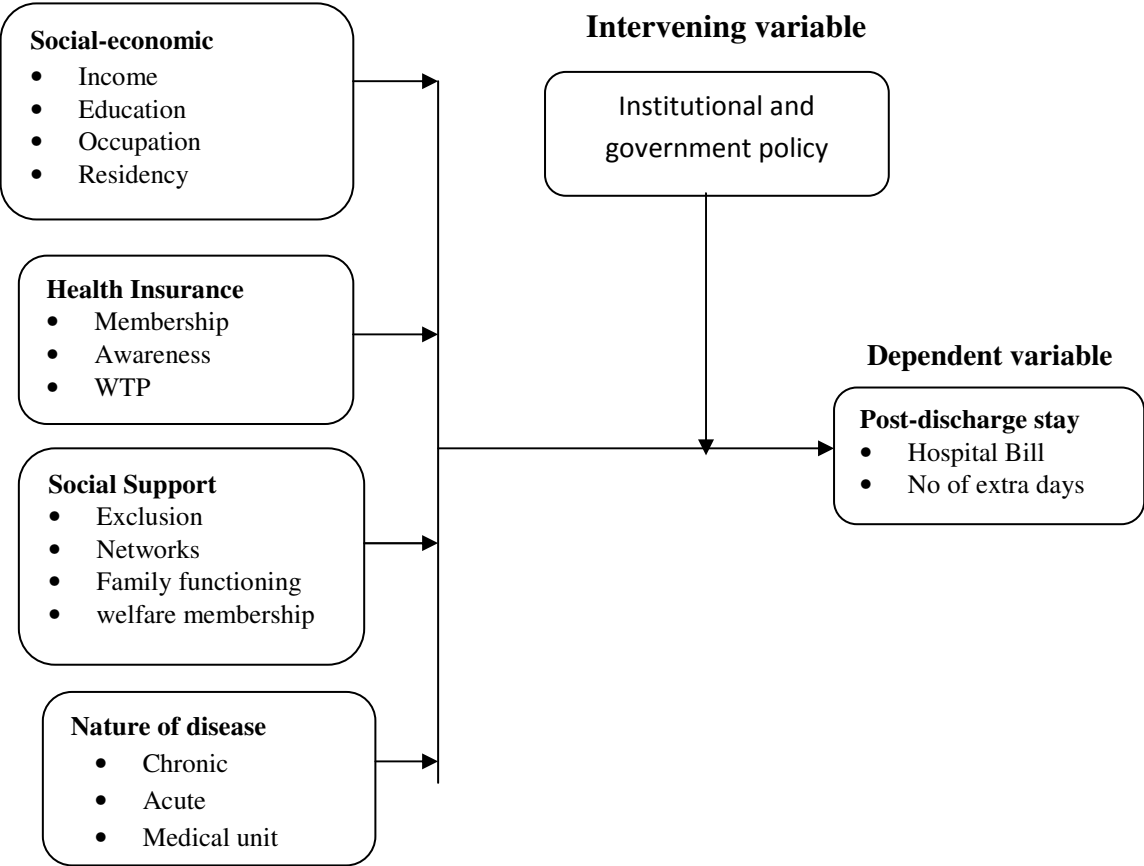 Social-economic
• Income
• Education
• Occupation
• Residency
Health Insurance
• Membership
• Awareness
• WTP
Social Support
• Exclusion
• Networks
• Family functioning
• welfare membership
Nature of disease
• Chronic
• Acute
• Medical unit
Intervening variable
Institutional and
government policy
Dependent variable
Post-discharge stay
• Hospital Bill
• No of extra days